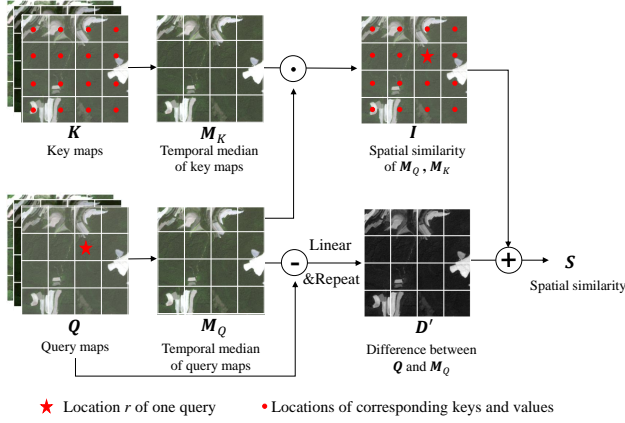 K
Key maps
M_K
Temporal median
of key maps
I
Spatial similarity
of M_Q , M_K
Q
Query maps
M_Q
Temporal median
of query maps
-
Linear
&Repeat
D′
Difference between
Q and M_Q
+
S
Spatial similarity
Location r of one query
Locations of corresponding keys and values